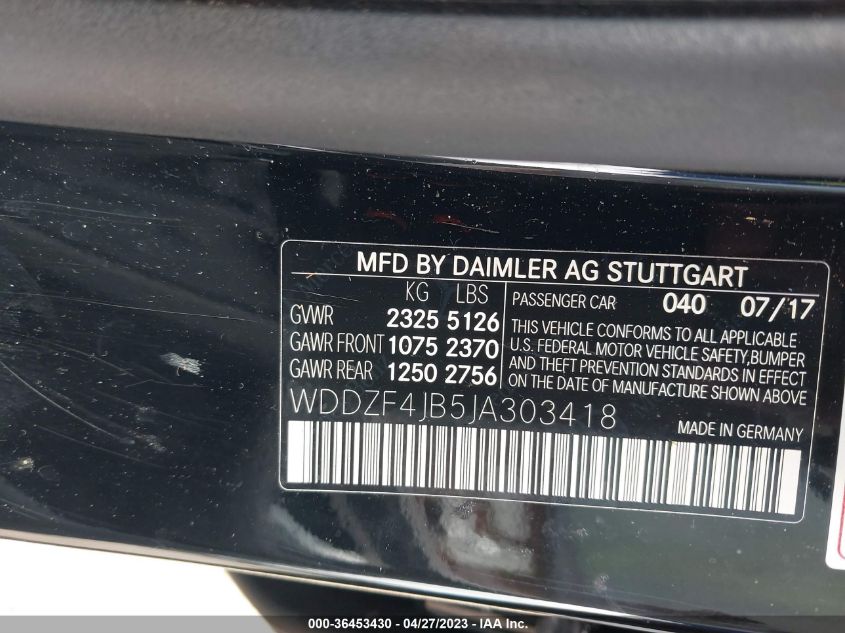 MFD BY DAIMLER AG STUTTGART
KG LBS
GVWR 2325 5126
GAWR FRONT 1075 2370
GAWR REAR 1250 2756
PASSENGER CAR 040 07/17
THIS VEHICLE CONFORMS TO ALL APPLICABLE
U.S. FEDERAL MOTOR VEHICLE SAFETY,BUMPER
AND THEFT PREVENTION STANDARDS IN EFFECT
ON THE DATE OF MANUFACTURE SHOWN ABOVE
WDDZF4JB5JA303418
MADE IN GERMANY
000-36453430 - 04/27/2023 - IAA Inc.